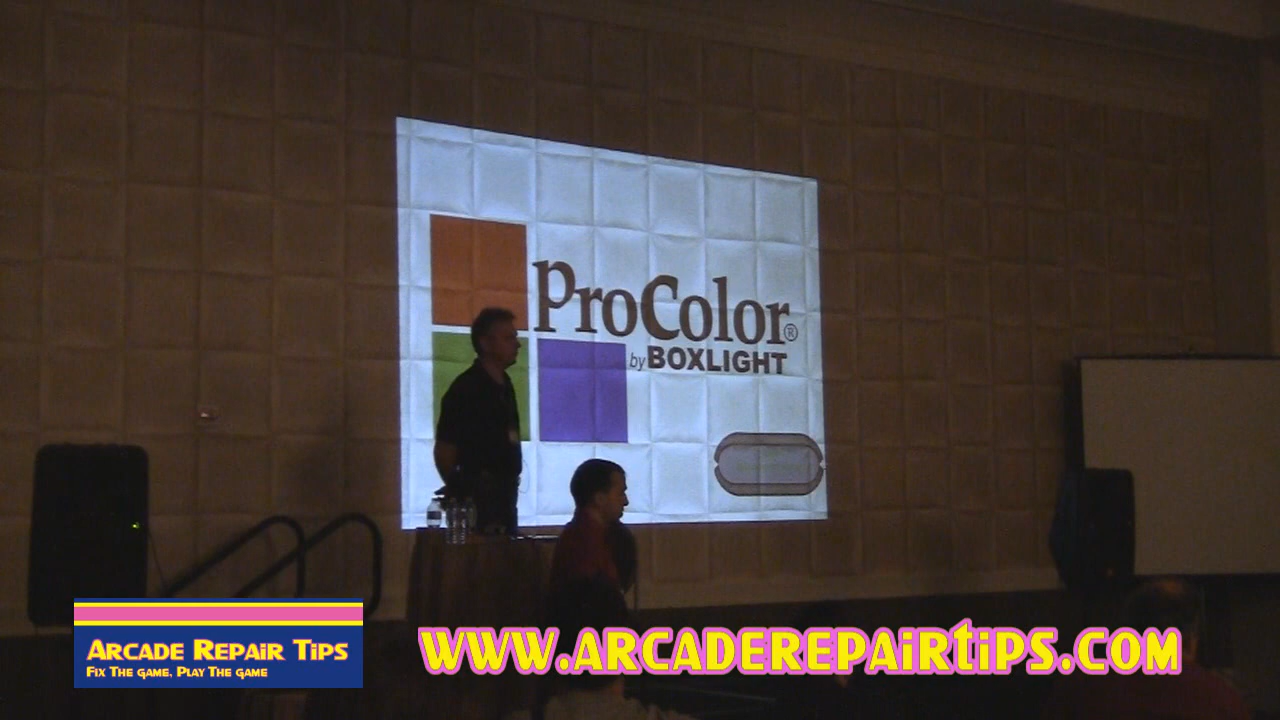 ProColor®
by BOXLIGHT
ARCADE REPAIR TIPS
FIX THE GAME, PLAY THE GAME
WWW.ARCADEREPAIRTIPS.COM